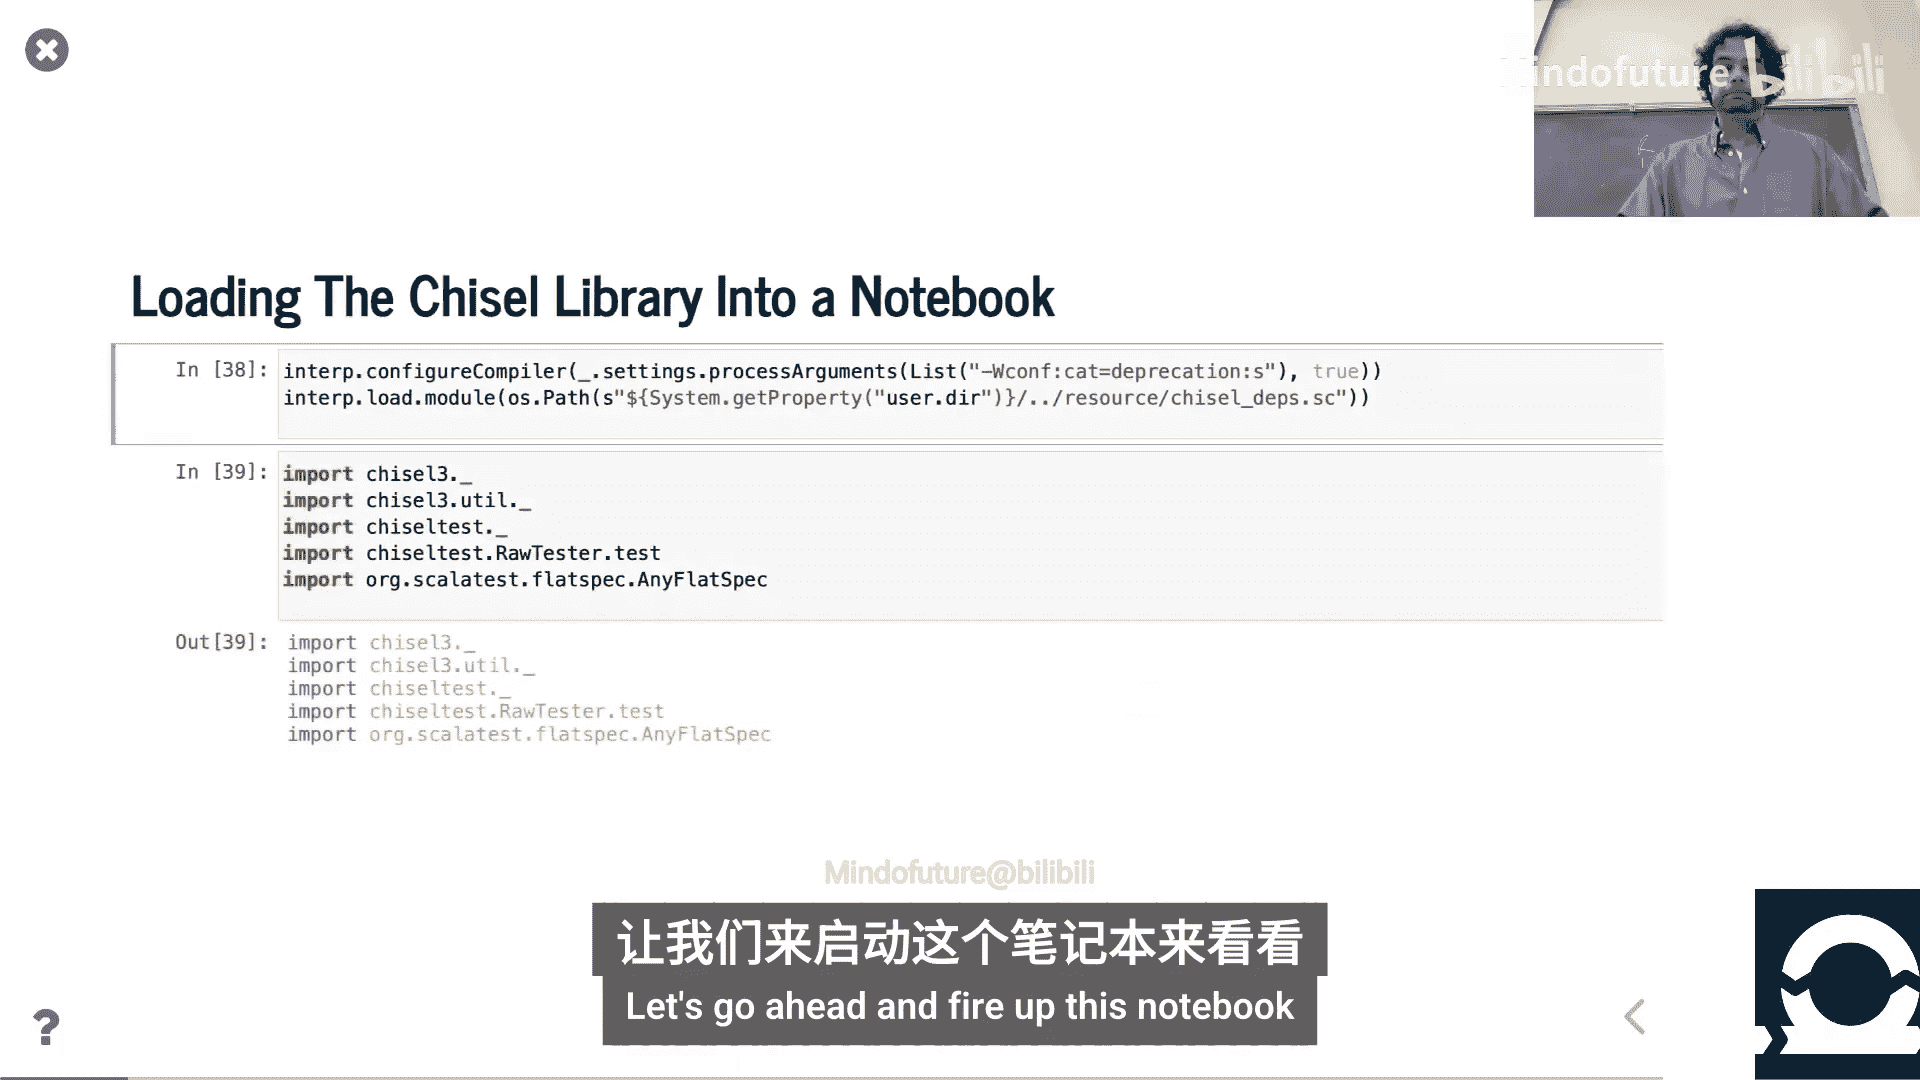 Mindofuture bilibili
Loading The Chisel Library Into a Notebook
In [38]: interp.configureCompiler(_.settings.processArguments(List("-Wconf:cat=deprecation:s"), true))
interp.load.module(os.Path(s"${System.getProperty("user.dir")}/../resource/chisel_deps.sc"))
In [39]: import chisel3._
import chisel3.util._
import chiseltest._
import chiseltest.RawTester.test
import org.scalatest.flatspec.AnyFlatSpec
Out[39]: import chisel3._
import chisel3.util._
import chiseltest._
import chiseltest.RawTester.test
import org.scalatest.flatspec.AnyFlatSpec
Mindofuture@bilibili
让我们来启动这个笔记本来看看
Let's go ahead and fire up this notebook
?